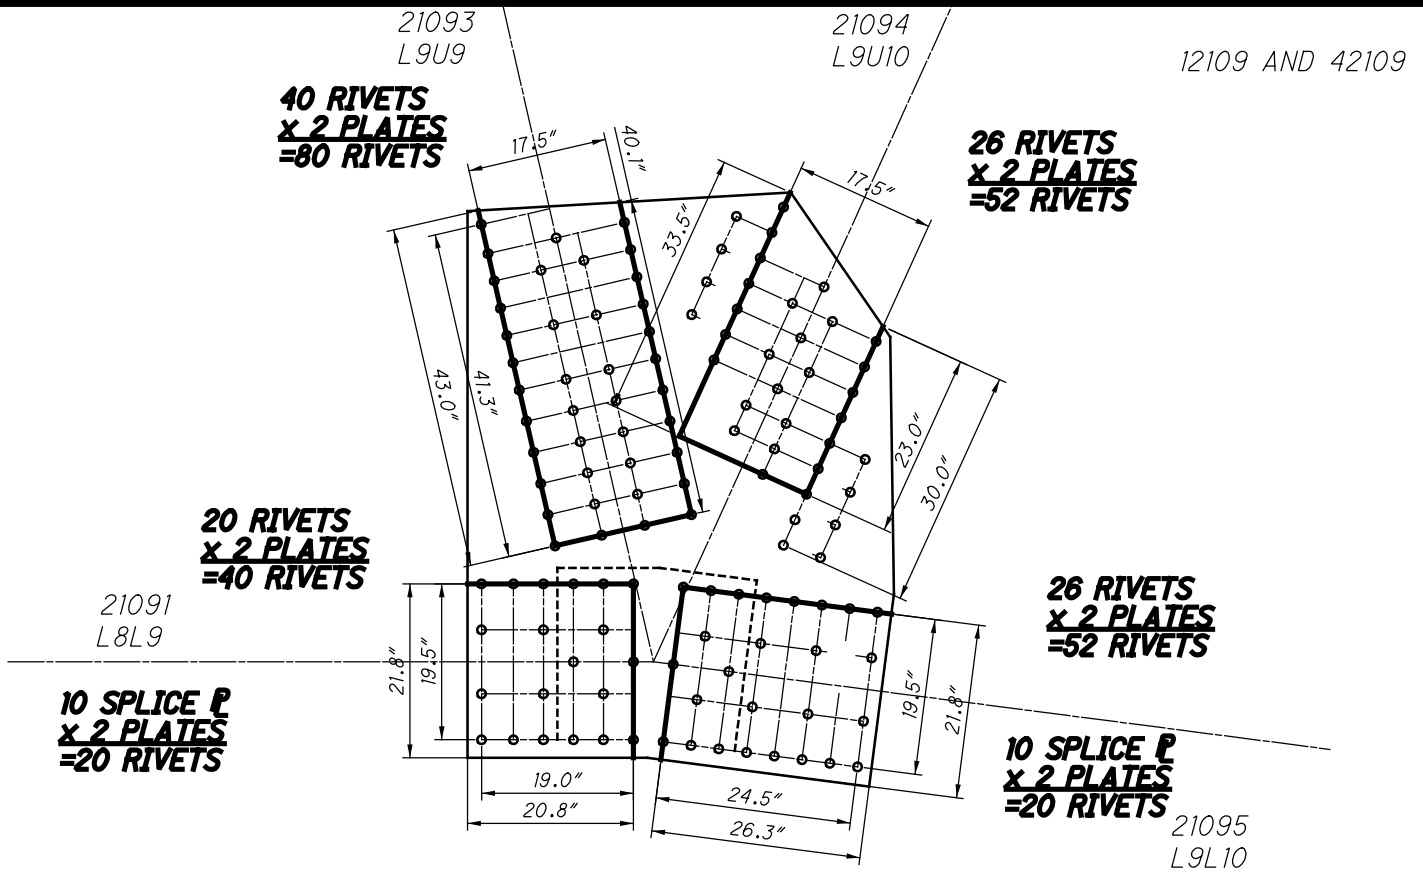 21093
L9U9
21094
L9U10
12109 AND 42109
40 RIVETS
x 2 PLATES
=80 RIVETS
26 RIVETS
x 2 PLATES
=52 RIVETS
17.5"
40.1"
33.5"
17.5"
43.0"
41.3"
23.0"
30.0"
20 RIVETS
x 2 PLATES
=40 RIVETS
21091
L8L9
26 RIVETS
x 2 PLATES
=52 RIVETS
21.8"
19.5"
19.5"
21.8"
10 SPLICE ℄
x 2 PLATES
=20 RIVETS
10 SPLICE ℄
x 2 PLATES
=20 RIVETS
19.0"
20.8"
24.5"
26.3"
21095
L9L10